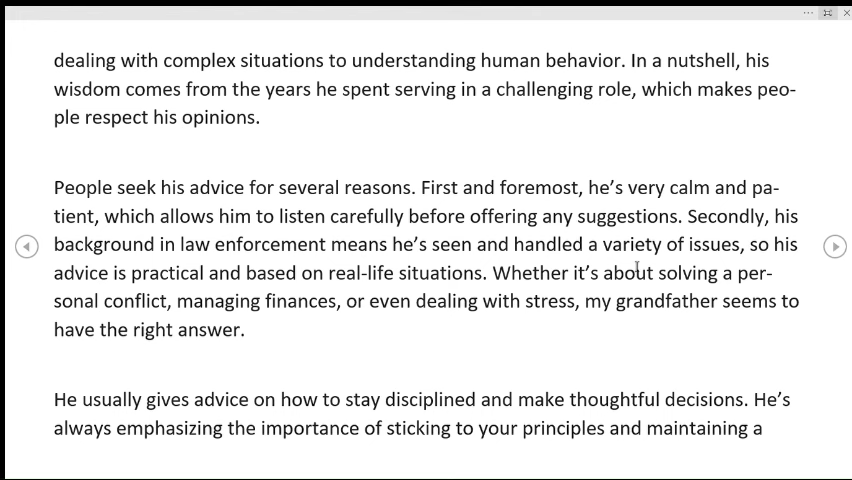 dealing with complex situations to understanding human behavior. In a nutshell, his
wisdom comes from the years he spent serving in a challenging role, which makes peo-
ple respect his opinions.
People seek his advice for several reasons. First and foremost, he’s very calm and pa-
tient, which allows him to listen carefully before offering any suggestions. Secondly, his
background in law enforcement means he’s seen and handled a variety of issues, so his
advice is practical and based on real-life situations. Whether it’s about solving a per-
sonal conflict, managing finances, or even dealing with stress, my grandfather seems to
have the right answer.
He usually gives advice on how to stay disciplined and make thoughtful decisions. He’s
always emphasizing the importance of sticking to your principles and maintaining a